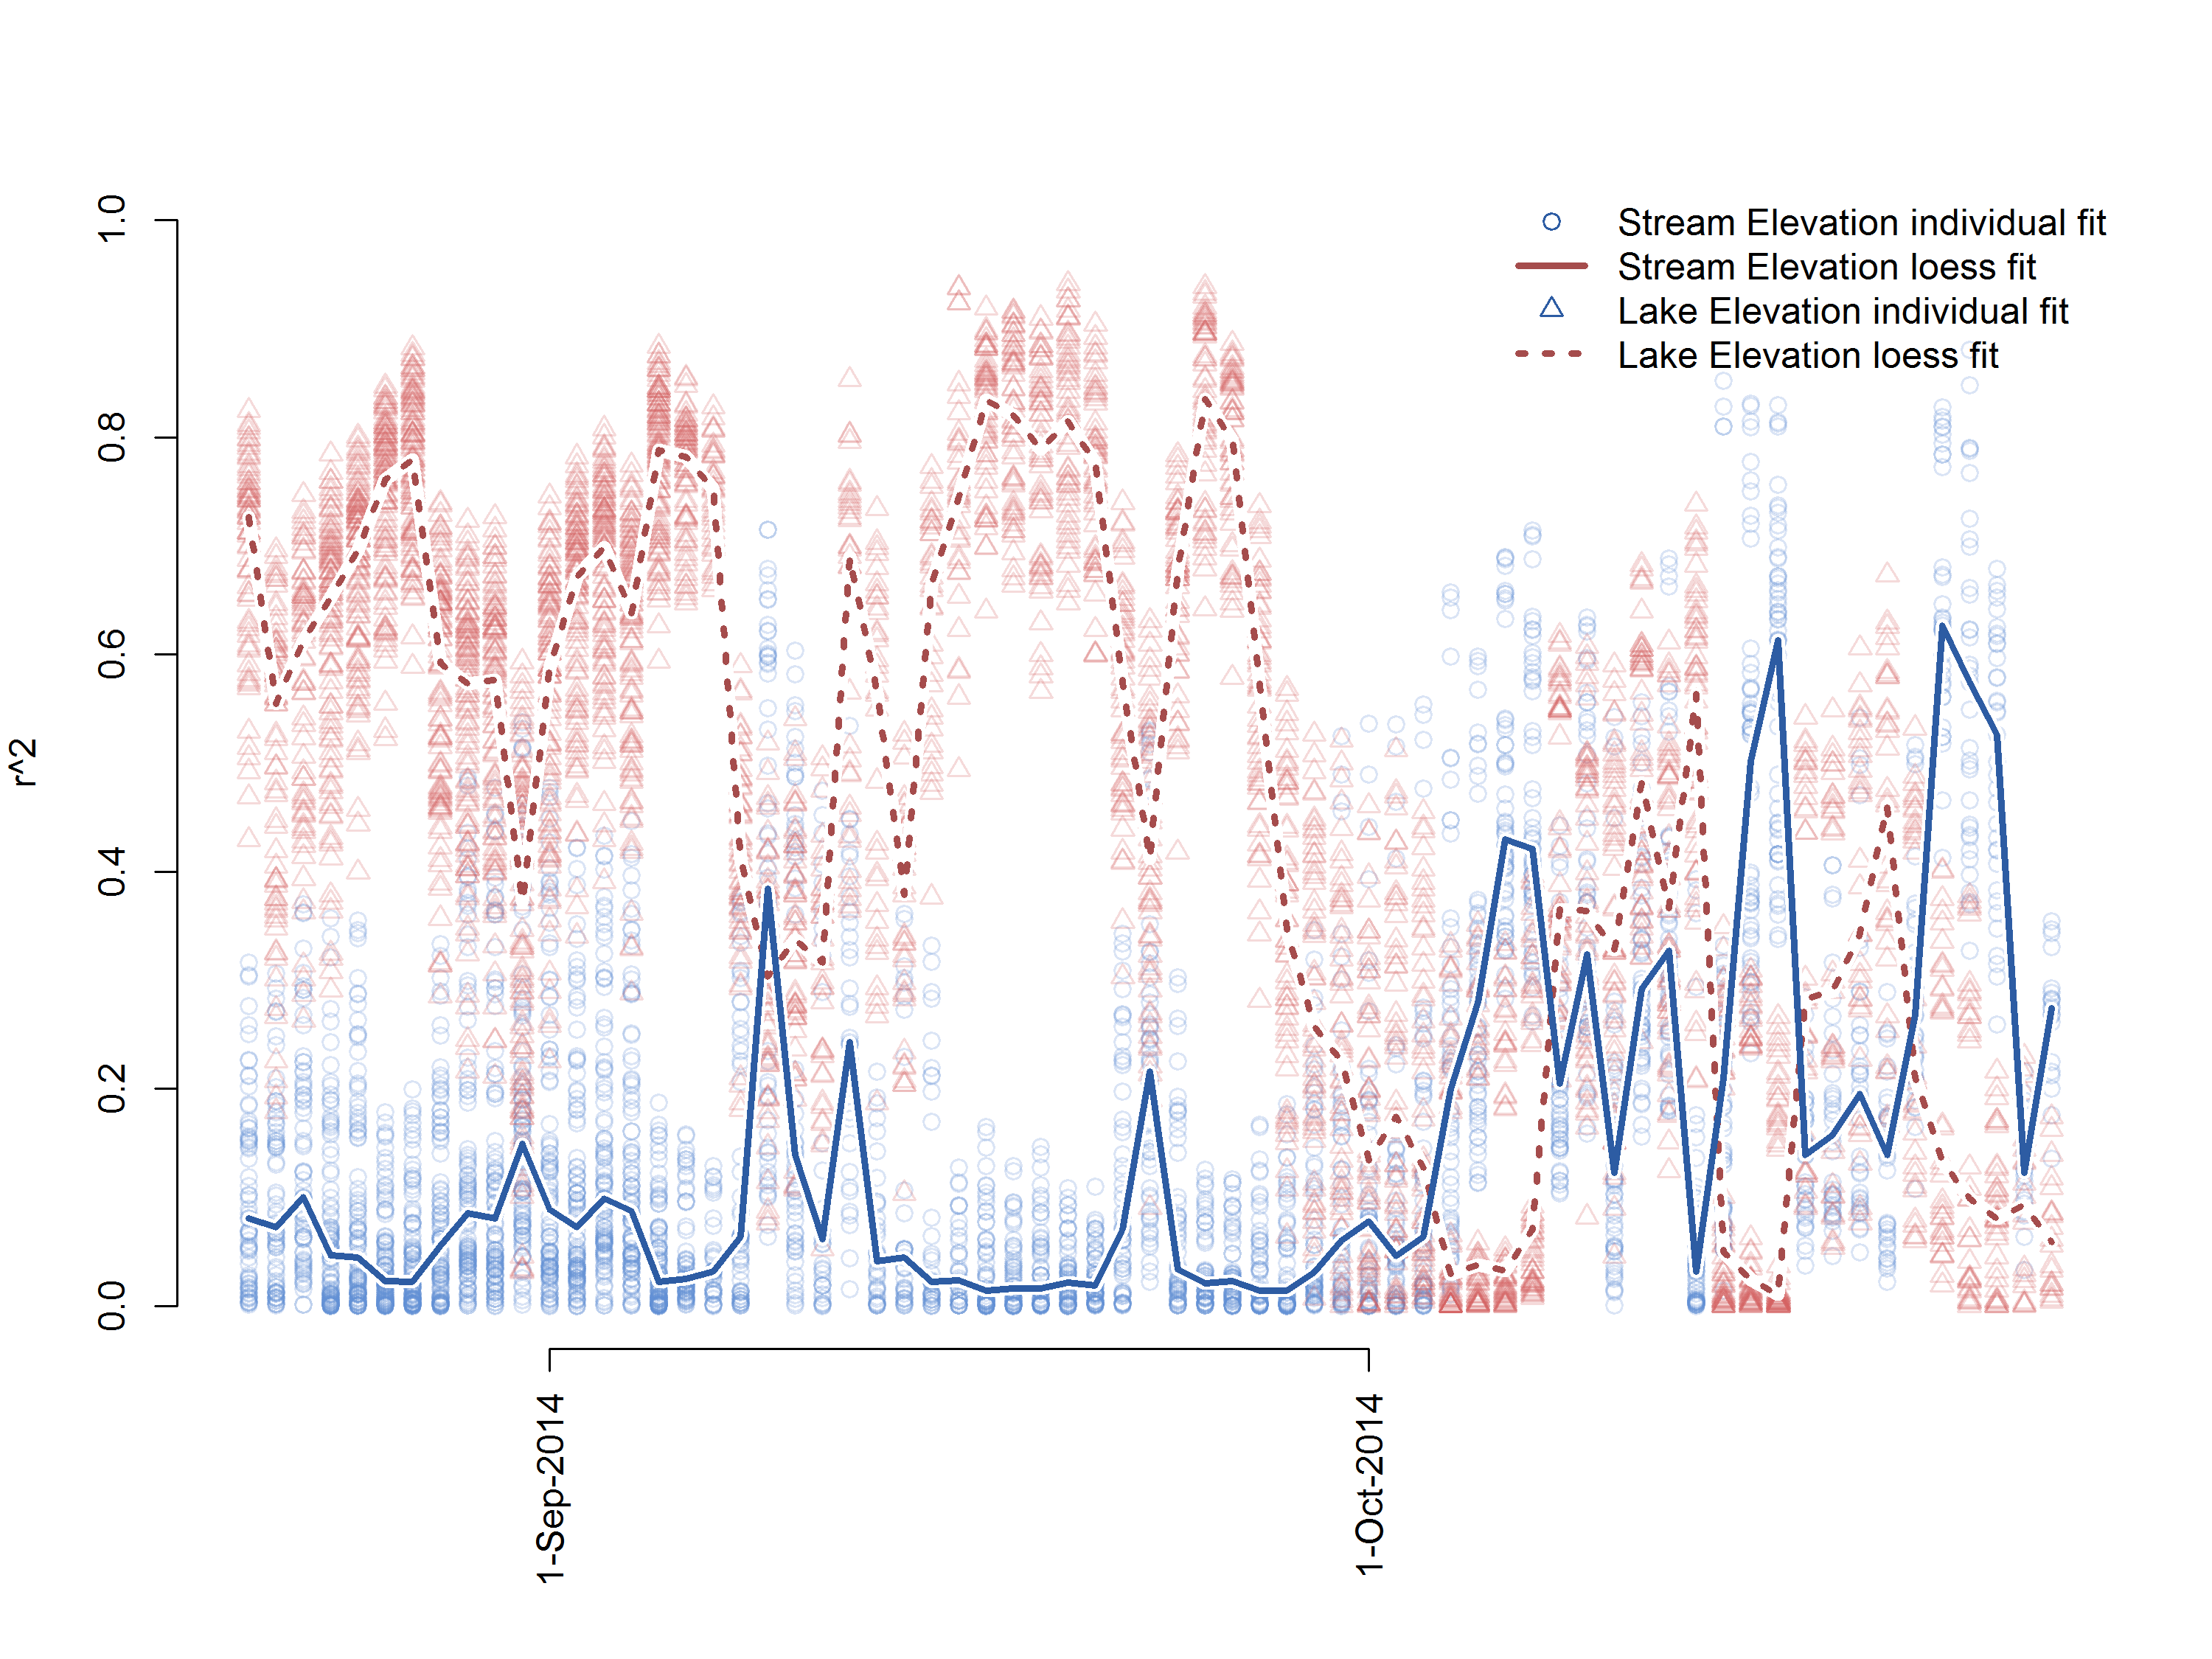 Stream Elevation individual fit
Stream Elevation loess fit
Lake Elevation individual fit
Lake Elevation loess fit
1.0
0.8
0.6
0.4
0.2
0.0
r^2
1-Sep-2014
1-Oct-2014